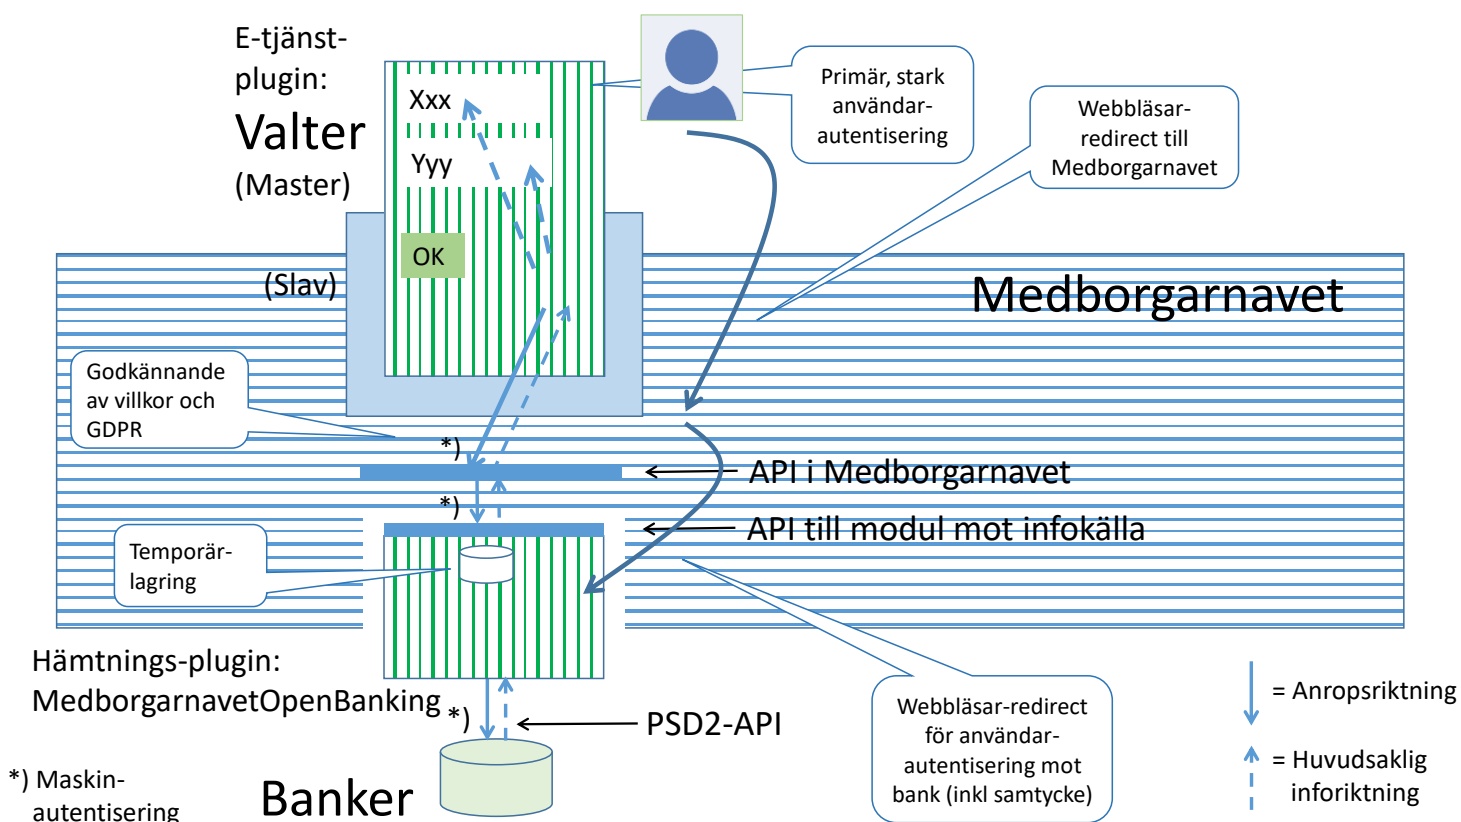 E-tjänst-
plugin:
Valter
(Master)
Xxx
Yyy
OK
Primär, stark
användar-
autentisering
Webbläsar-
redirect till
Medborgarnavet
(Slav)
Medborgarnavet
Godkännande
av villkor och
GDPR
*)
API i Medborgarnavet
*)
API till modul mot infokälla
Temporär-
lagring
Hämtnings-plugin:
MedborgarnavetOpenBanking
*)
PSD2-API
Webbläsar-redirect
för användar-
autentisering mot
bank (inkl samtycke)
= Anropsriktning
= Huvudsaklig
inforiktning
*) Maskin-
autentisering
Banker